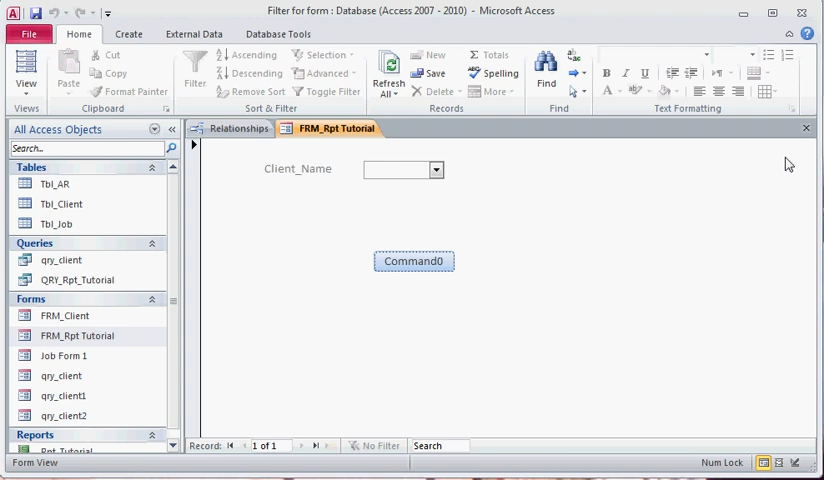 Filter for form : Database (Access 2007 - 2010) - Microsoft Access
File Home Create External Data Database Tools
View
Views
Paste
Cut
Copy
Format Painter
Clipboard
Filter
Ascending
Descending
Remove Sort
Selection
Advanced
Toggle Filter
Sort & Filter
Refresh
All
New
Save
Delete
Totals
Spelling
More
Records
Find
Find
B I U
A
Text Formatting
All Access Objects
Search...
Tables
Tbl_AR
Tbl_Client
Tbl_Job
Queries
qry_client
QRY_Rpt_Tutorial
Forms
FRM_Client
FRM_Rpt Tutorial
Job Form 1
qry_client
qry_client1
qry_client2
Reports
Rpt_Tutorial
Relationships
FRM_Rpt Tutorial
Client_Name
Command0
Record: 1 of 1 No Filter Search
Form View
Num Lock